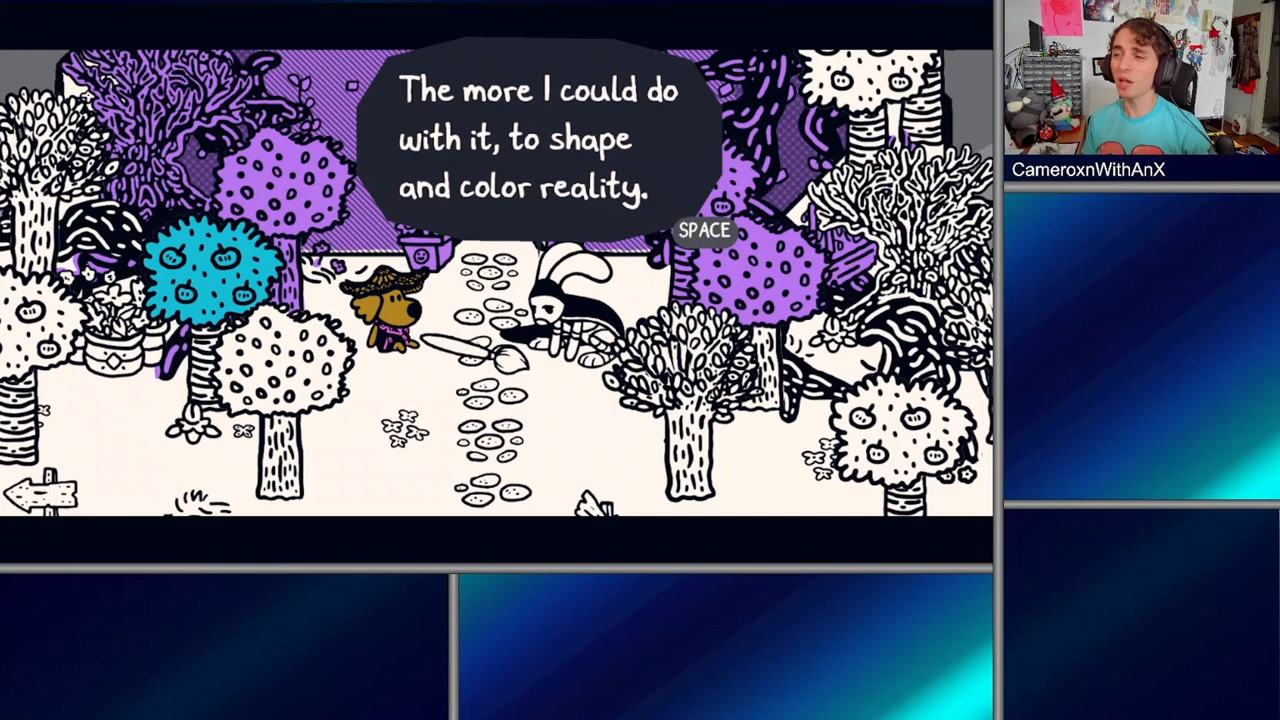 The more I could do
with it, to shape
and color reality.
SPACE
CameroxnWithAnX